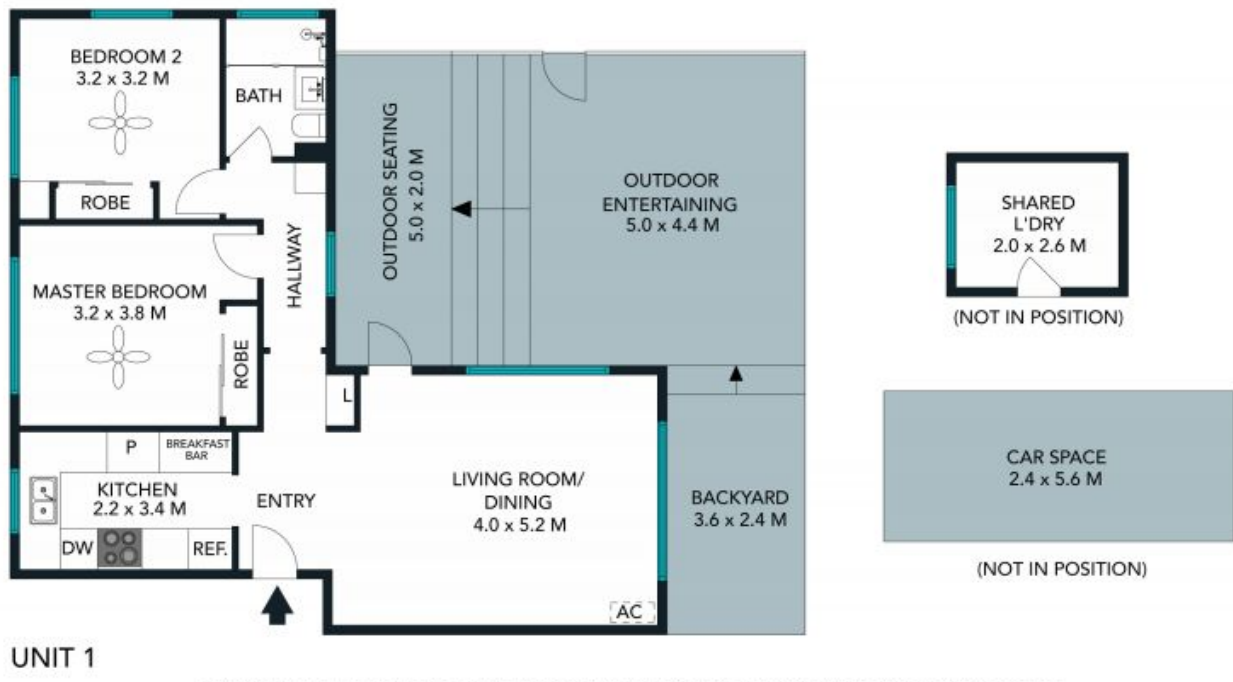 BEDROOM 2
3.2 x 3.2 M
BATH
ROBE
OUTDOOR SEATING
5.0 x 2.0 M
OUTDOOR
ENTERTAINING
5.0 x 4.4 M
SHARED
L'DRY
2.0 x 2.6 M
(NOT IN POSITION)
HALLWAY
MASTER BEDROOM
3.2 x 3.8 M
ROBE
L
P
BREAKFAST
BAR
KITCHEN
2.2 x 3.4 M
DW
REF.
ENTRY
LIVING ROOM/
DINING
4.0 x 5.2 M
AC
BACKYARD
3.6 x 2.4 M
CAR SPACE
2.4 x 5.6 M
(NOT IN POSITION)
UNIT 1